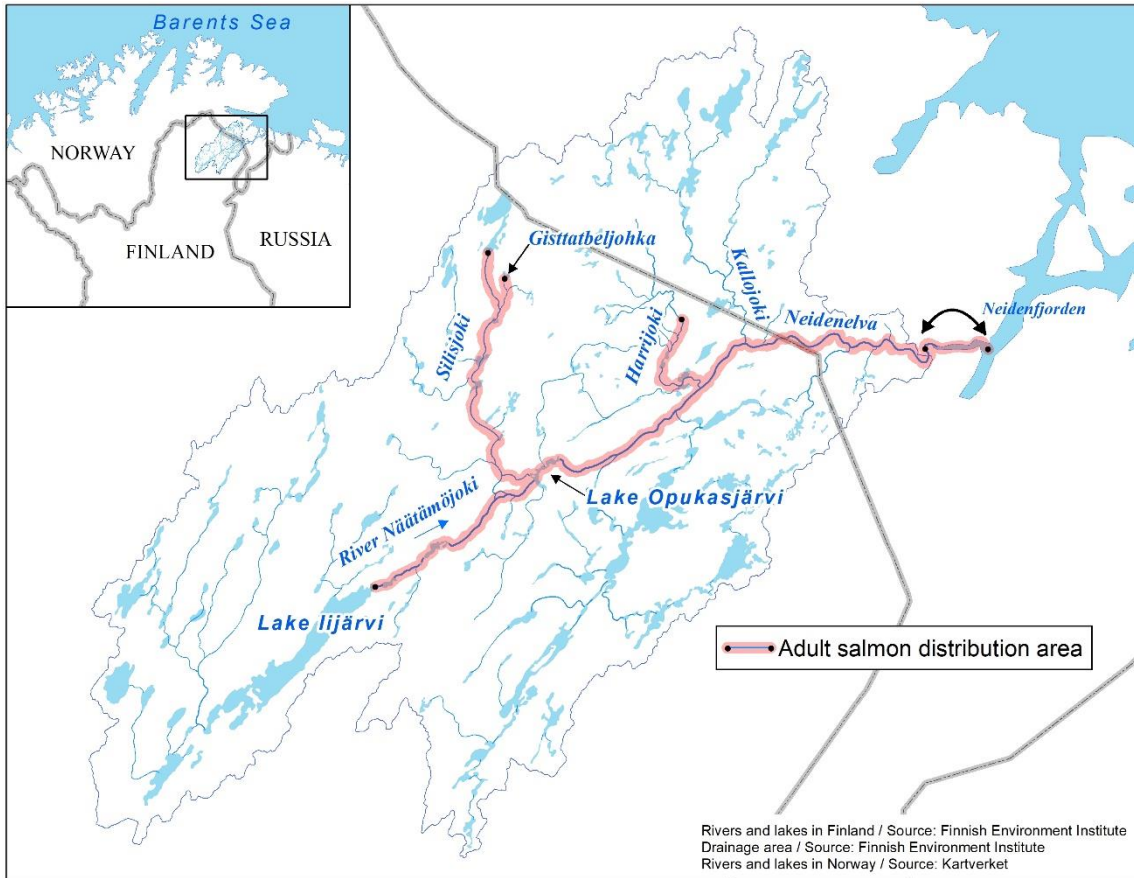 Barents Sea
NORWAY
FINLAND
RUSSIA
Gisttatbeljohka
Silisjoki
Harrijoki
Kallojoki
Neidenelva
Neidenfjorden
Lake Opukasjärvi
River Näätämöjoki
Lake Iijärvi
Adult salmon distribution area
Rivers and lakes in Finland / Source: Finnish Environment Institute
Drainage area / Source: Finnish Environment Institute
Rivers and lakes in Norway / Source: Kartverket